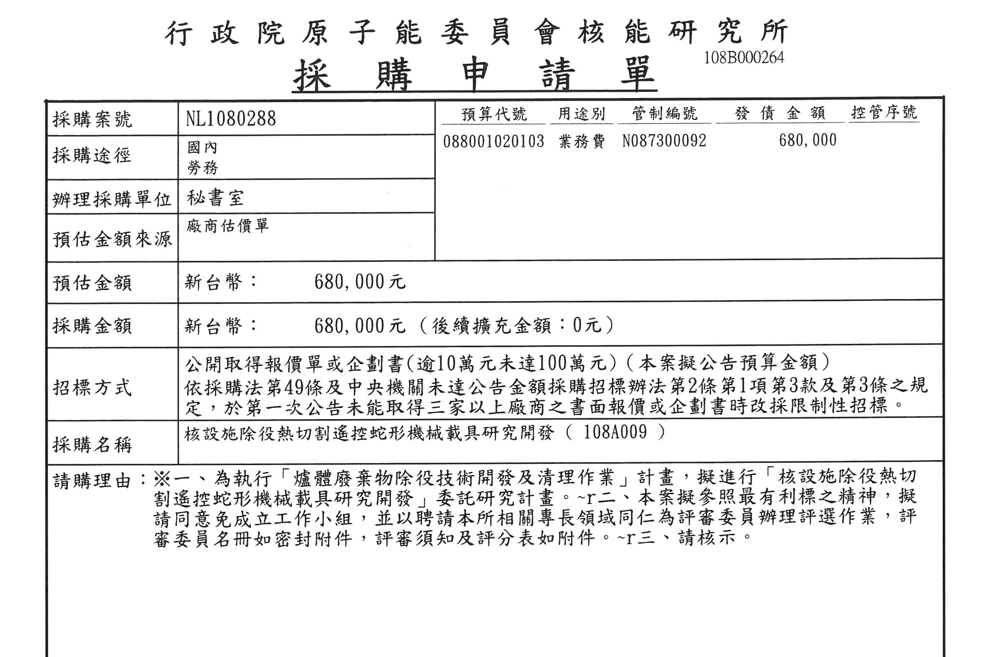 行政院原子能委員會核能研究所
108B000264
採購申請單
採購案號 NL1080288
預算代號 用途別 管制編號 發債金額 控管序號
088001020103 業務費 N087300092 680,000
採購途徑 國內
勞務
辦理採購單位 秘書室
預估金額來源 廠商估價單
預估金額 新台幣： 680,000元
採購金額 新台幣： 680,000元（後續擴充金額：0元）
招標方式 公開取得報價單或企劃書(逾10萬元未達100萬元)（本案擬公告預算金額）
依採購法第49條及中央機關未達公告金額採購招標辦法第2條第1項第3款及第3條之規
定，於第一次公告未能取得三家以上廠商之書面報價或企劃書時改採限制性招標。
採購名稱 核設施除役熱切割遙控蛇形機械載具研究開發（ 108A009 ）
請購理由：※一、為執行「爐體廢棄物除役技術開發及清理作業」計畫，擬進行「核設施除役熱切
割遙控蛇形機械載具研究開發」委託研究計畫。~r二、本案擬參照最有利標之精神，擬
請同意免成立工作小組，並以聘請本所相關專長領域同仁為評審委員辦理評選作業，評
審委員名冊如密封附件，評審須知及評分表如附件。~r三、請核示。